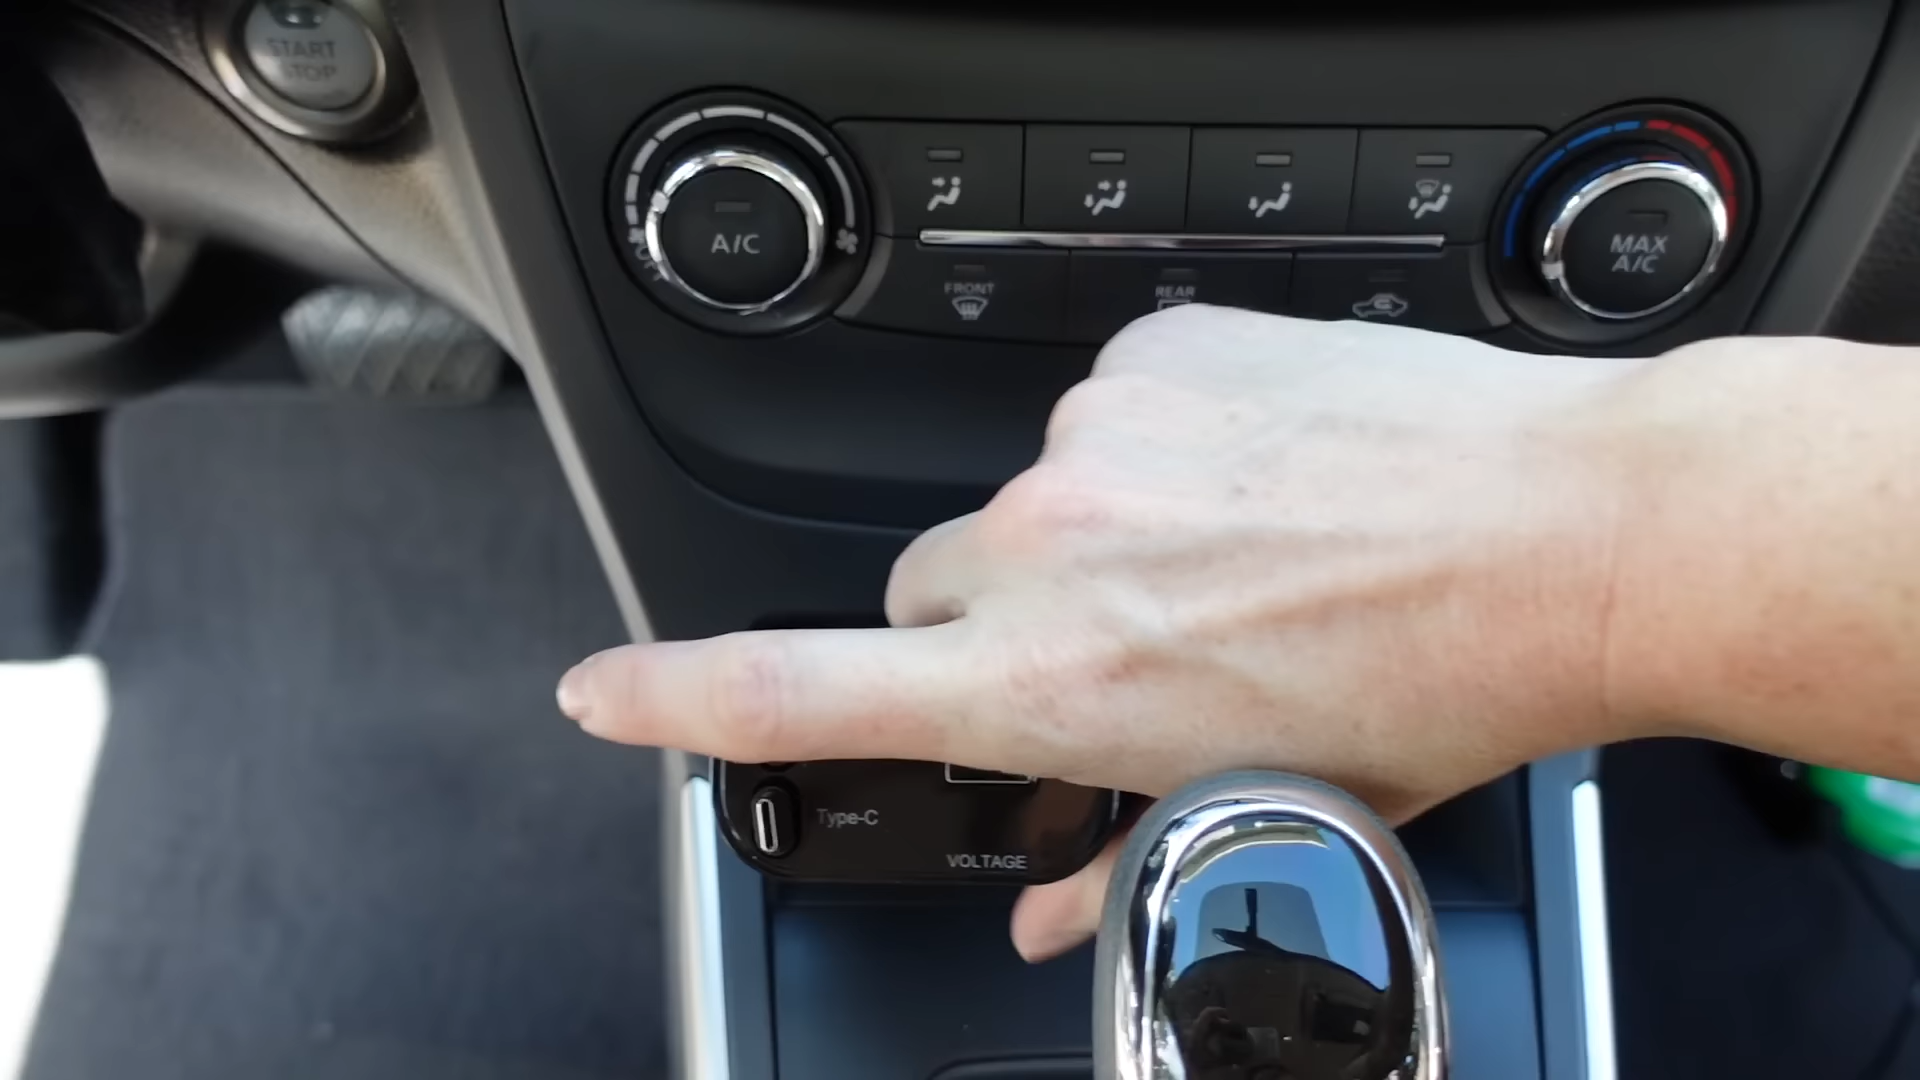 START
STOP
A/C
MAX
A/C
FRONT
REAR
Type-C
VOLTAGE